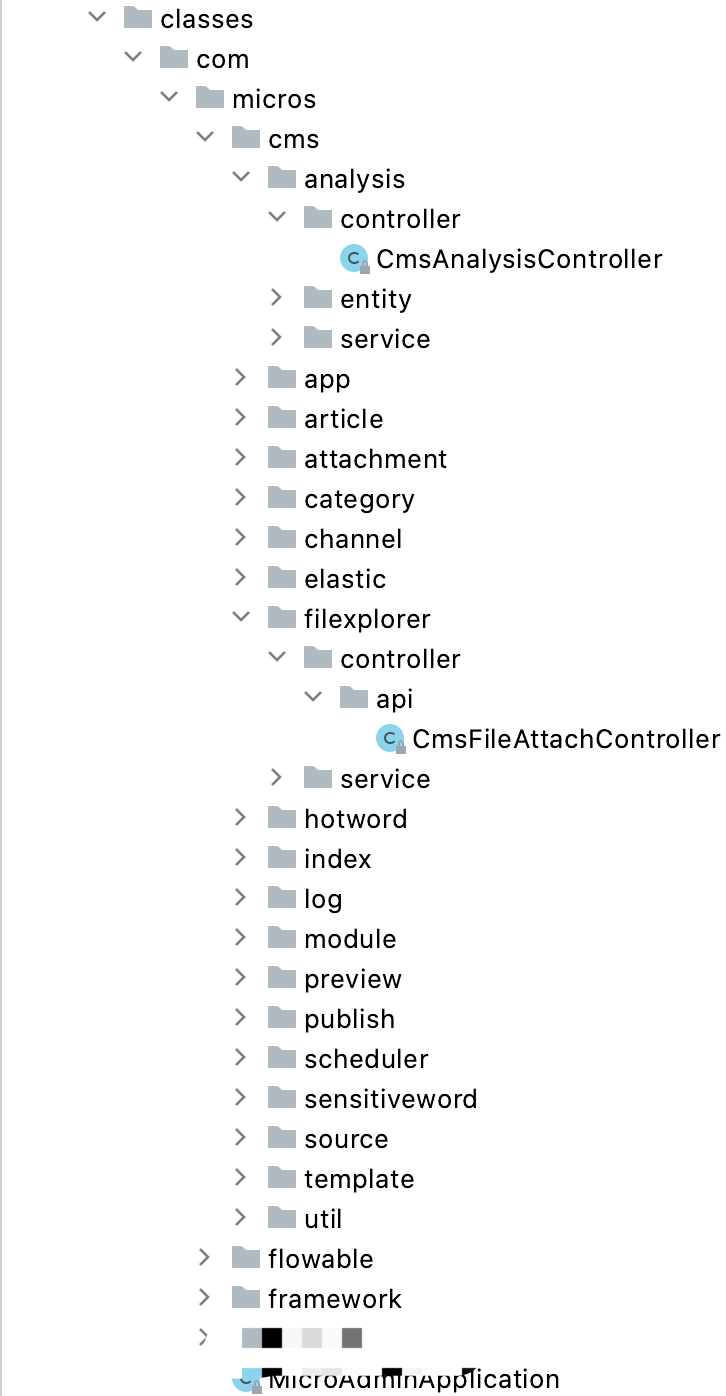 classes
com
micros
cms
analysis
controller
CmsAnalysisController
entity
service
app
article
attachment
category
channel
elastic
filexplorer
controller
api
CmsFileAttachController
service
hotword
index
log
module
preview
publish
scheduler
sensitiveword
source
template
util
flowable
framework
MicroAdminApplication